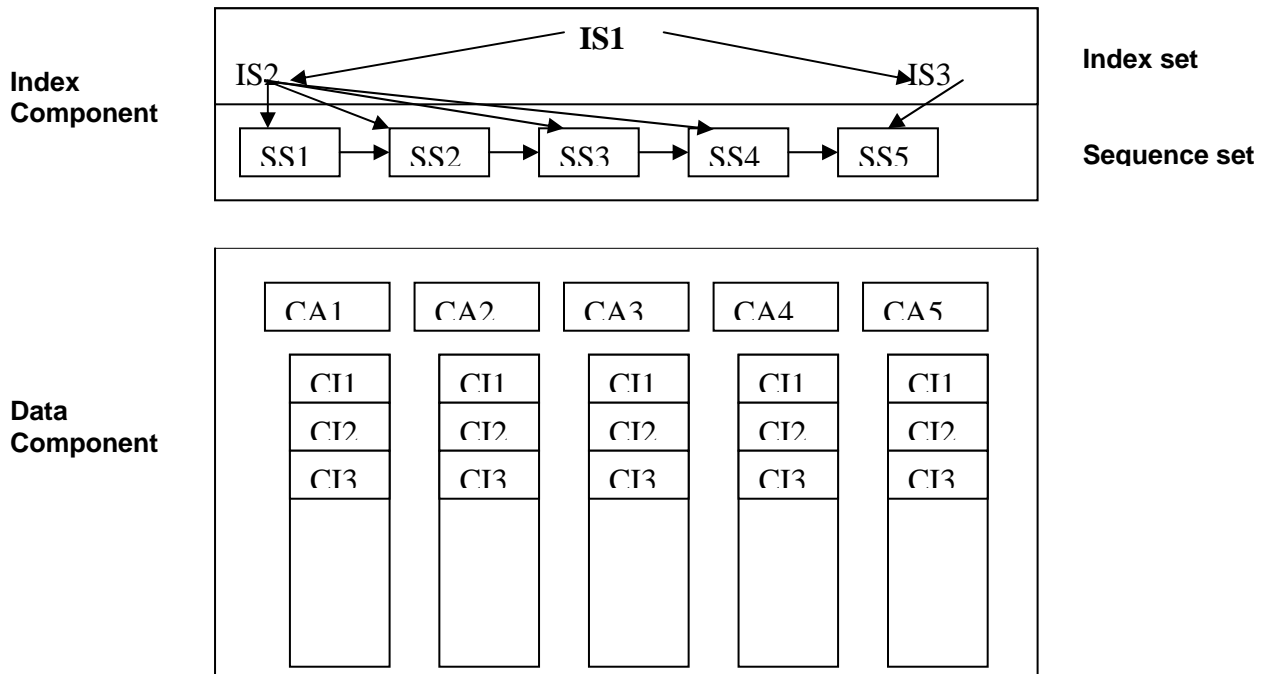 IS1
Index set
Index
Component
IS2
IS3
SS1
SS2
SS3
SS4
SS5
Sequence set
CA1
CA2
CA3
CA4
CA5
Data
Component
CI1
CI1
CI1
CI1
CI1
CI2
CI2
CI2
CI2
CI2
CI3
CI3
CI3
CI3
CI3